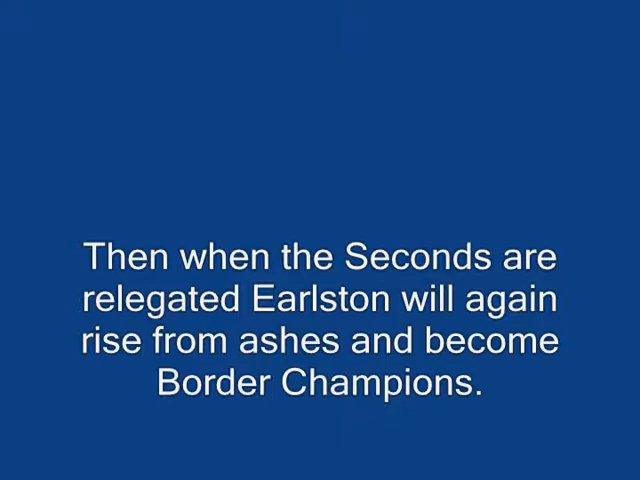 Then when the Seconds are
relegated Earlston will again
rise from ashes and become
Border Champions.